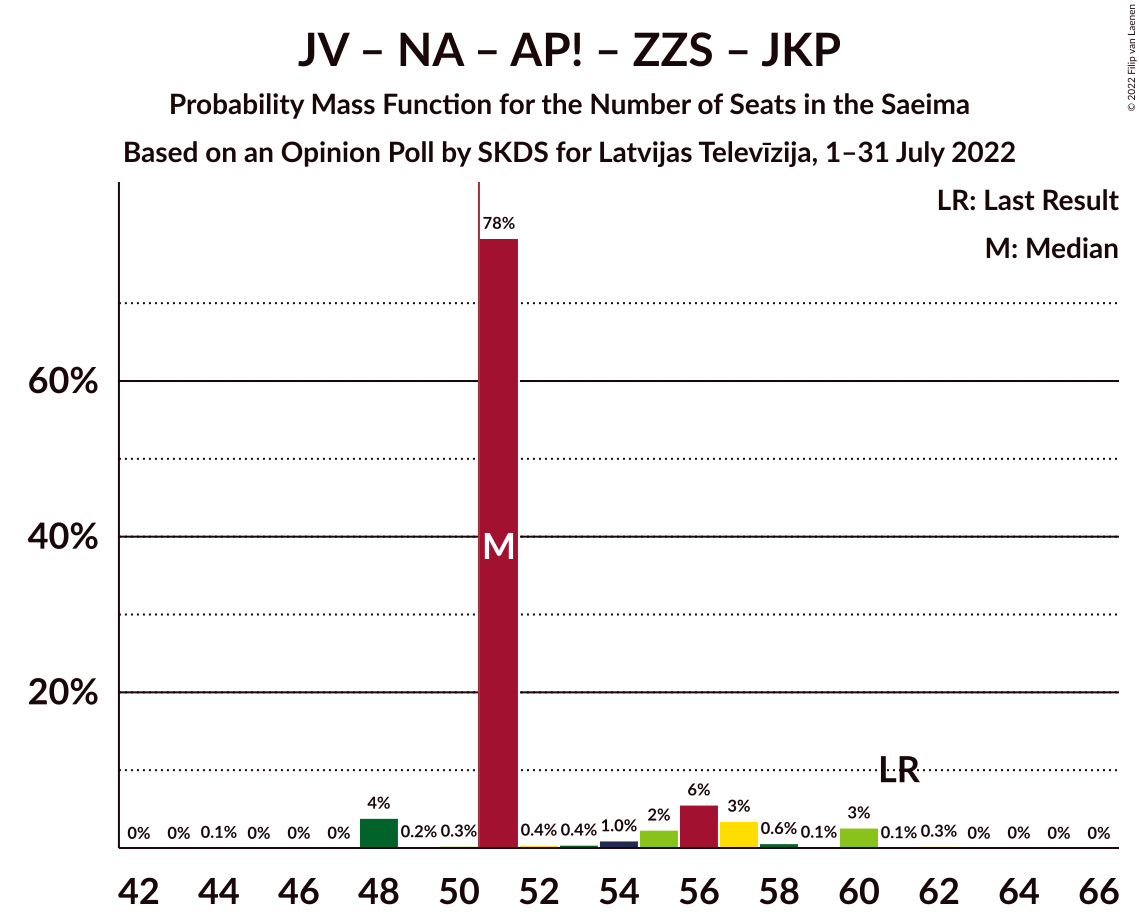 JV – NA – AP! – ZZS – JKP
Probability Mass Function for the Number of Seats in the Saeima
Based on an Opinion Poll by SKDS for Latvijas Televīzija, 1–31 July 2022
© 2022 Filip van Laenen
LR: Last Result
M: Median
60%
40%
20%
0% 0% 0.1% 0% 0% 0% 4% 0.2% 0.3% 78% 0.4% 0.4% 1.0% 2% 6% 3% 0.6% 0.1% 3% 0.1% 0.3% 0% 0% 0% 0%
M
LR
42 44 46 48 50 52 54 56 58 60 62 64 66